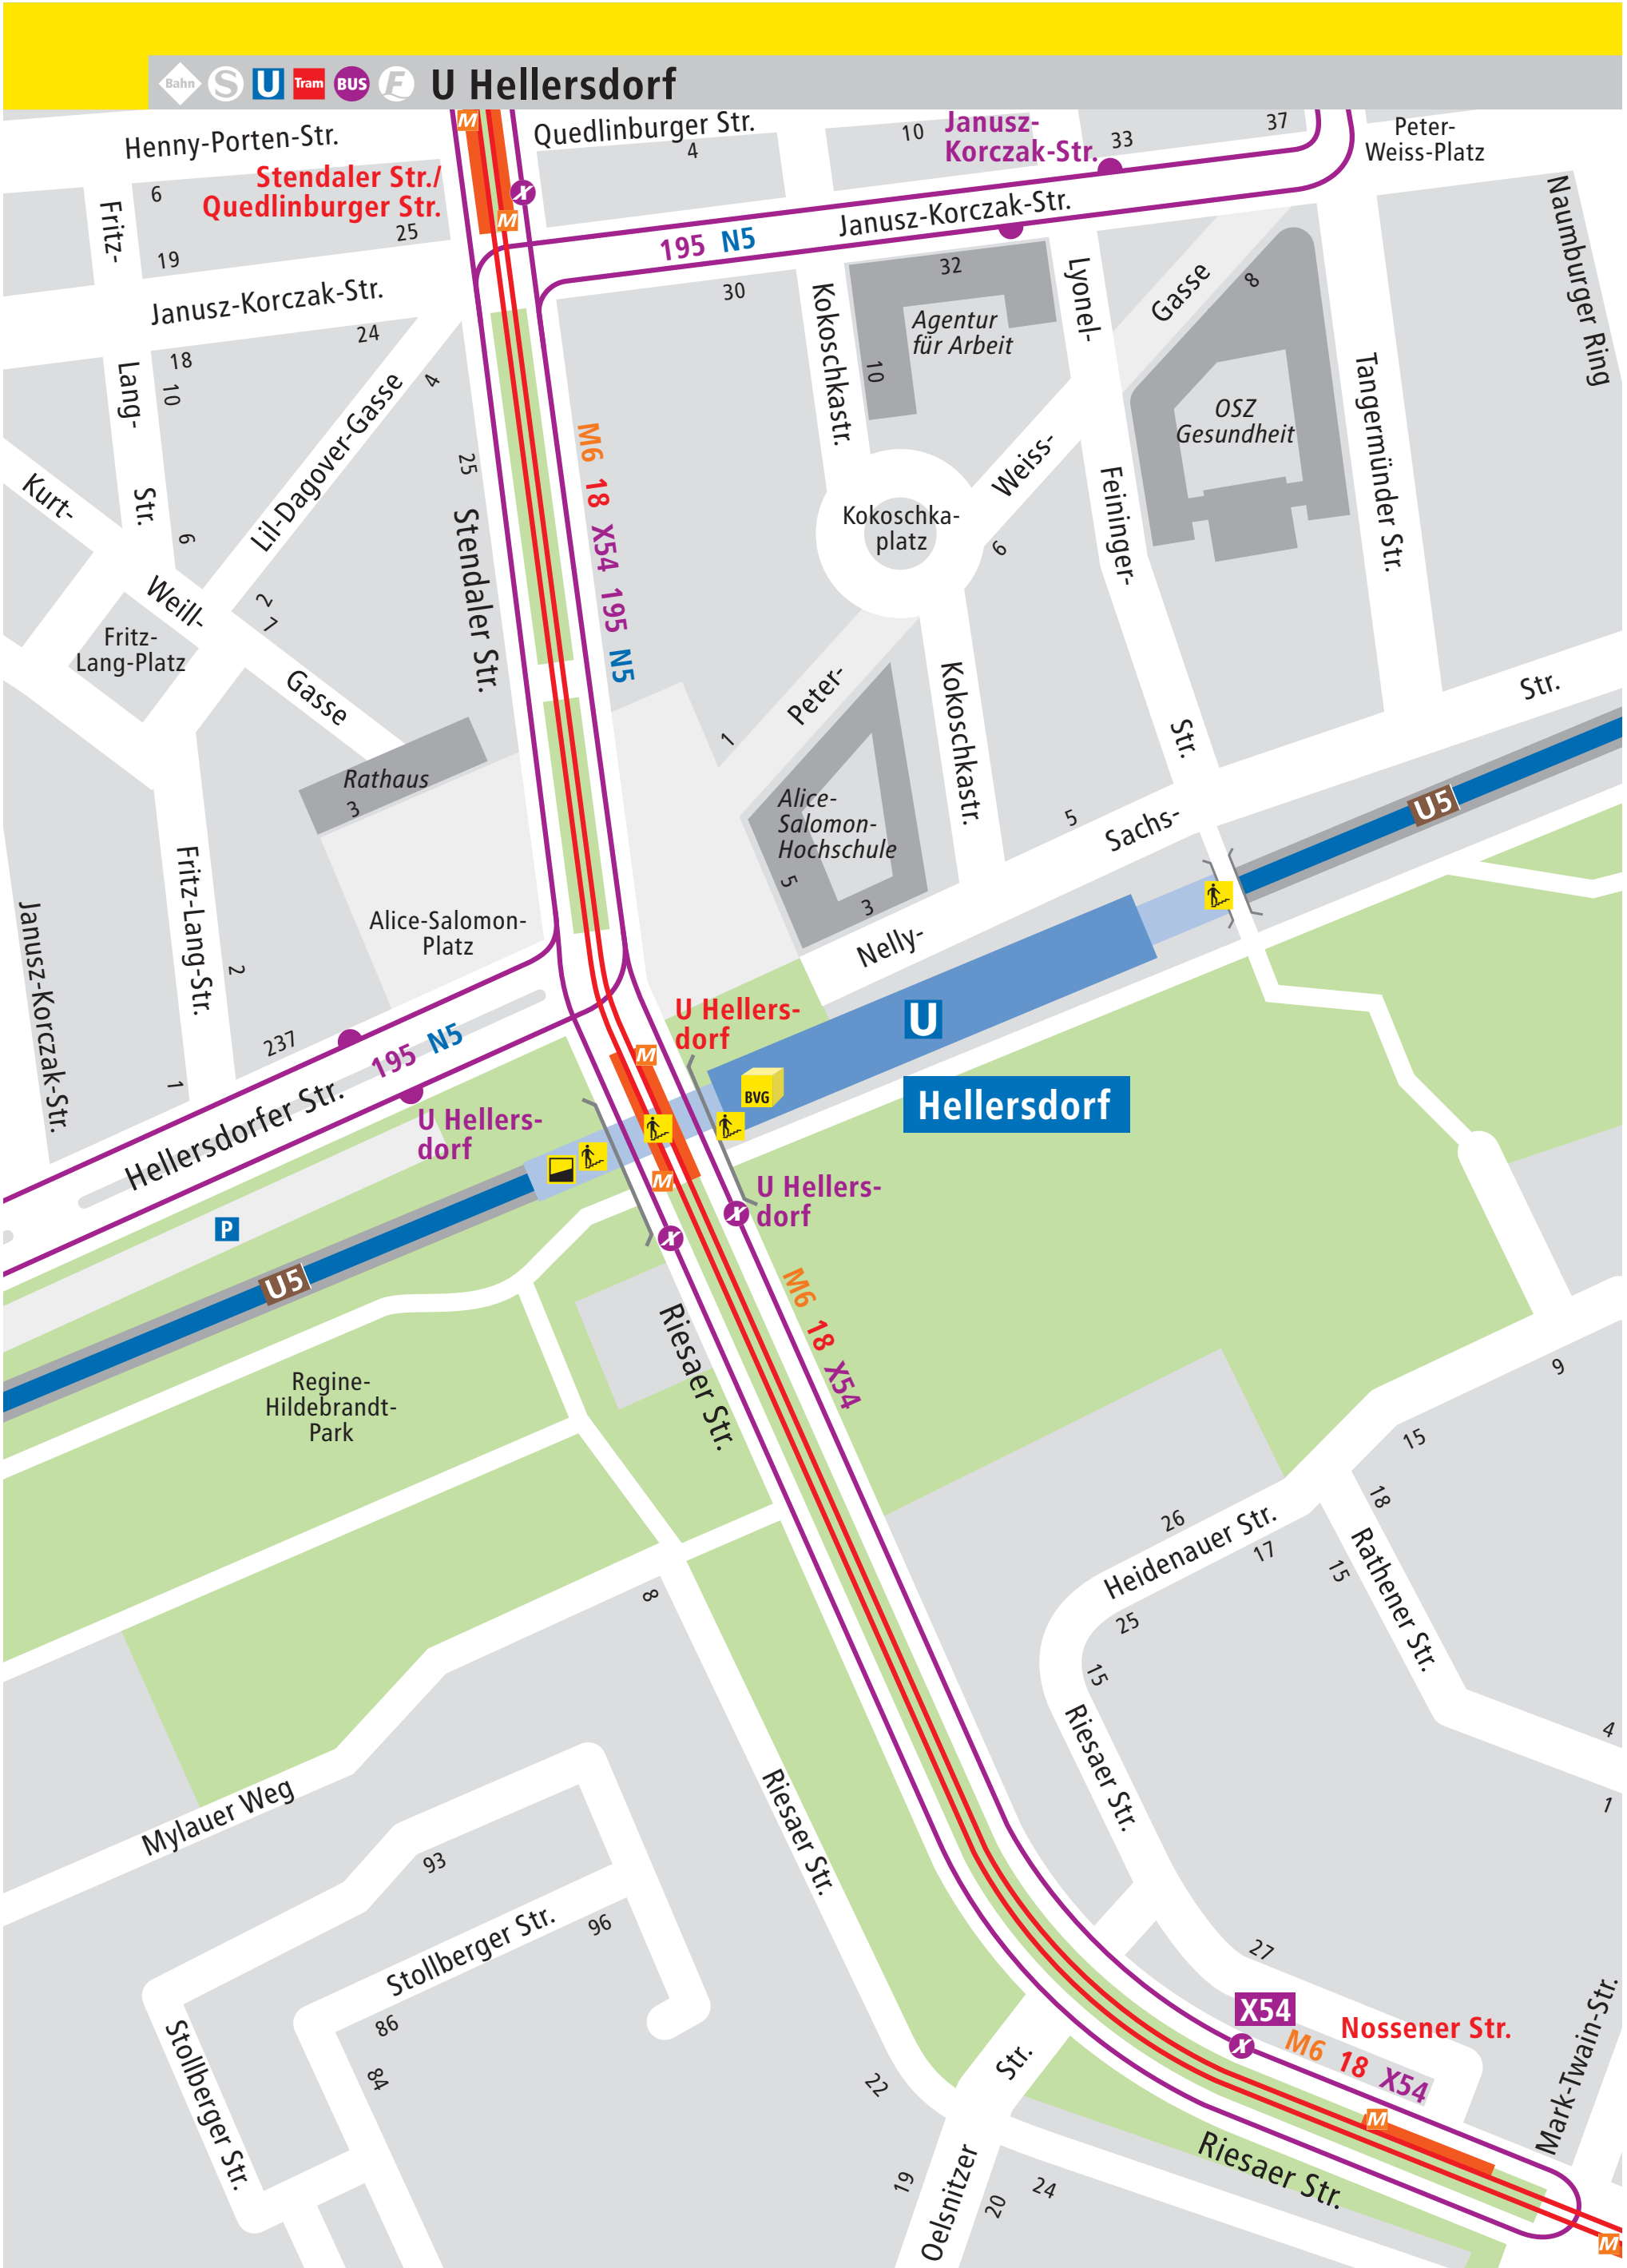 Bahn S U Tram BUS F U Hellersdorf
Henny-Porten-Str.
M
Quedlinburger Str.
4
10
Janusz-
Korczak-Str.
33
37
Peter-
Weiss-Platz
6
Stendaler Str./
Quedlinburger Str.
X
M
25
19
Fritz-
Lang-
Str.
Janusz-Korczak-Str.
195 N5
Janusz-Korczak-Str.
Naumburger Ring
30
32
Agentur
für Arbeit
10
Kokoschkastr.
Lyonel-
Feininger-
Str.
Gasse
8
OSZ
Gesundheit
Tangermünder Str.
24
18
10
4
Lil-Dagover-Gasse
25
Stendaler Str.
M6 18 X54 195 N5
Kurt-
Weill-
Gasse
6
2
7
Fritz-
Lang-Platz
Kokoschka-
platz
Weiss-
6
Peter-
1
Kokoschkastr.
Str.
Rathaus
3
Alice-
Salomon-
Hochschule
5
3
5
Sachs-
Nelly-
U5
Alice-Salomon-
Platz
Fritz-Lang-Str.
2
Janusz-Korczak-Str.
237
1
195 N5
Hellersdorfer Str.
U Hellers-
dorf
M
U
BVG
Hellersdorf
U Hellers-
dorf
M
U Hellers-
dorf
X
X
P
U5
M6 18 X54
Riesaer Str.
Regine-
Hildebrandt-
Park
9
15
18
26
Heidenauer Str.
17
15
Rathener Str.
25
15
8
Riesaer Str.
4
1
Mylauer Weg
Riesaer Str.
93
Stollberger Str.
96
86
84
Stollberger Str.
27
X54
X
Nossener Str.
M6 18 X54
M
Mark-Twain-Str.
Str.
22
Riesaer Str.
19
Oelsnitzer
20
24
M